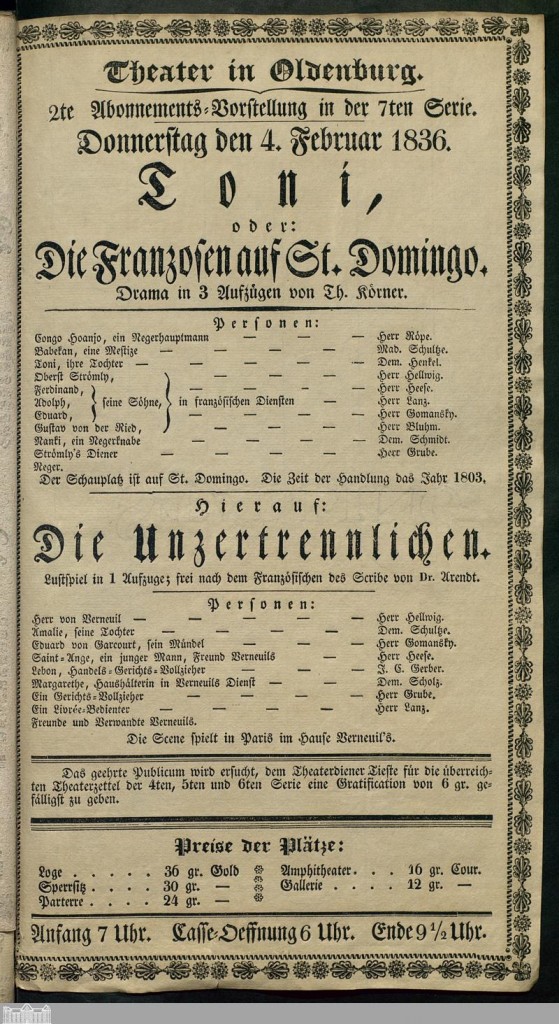 Theater in Oldenburg.
2te Abonnements-Vorstellung in der 7ten Serie.
Donnerstag den 4. Februar 1836.
Toni,
oder:
Die Franzosen auf St. Domingo.
Drama in 3 Aufzügen von Th. Körner.
Personen:
Congo Hoanjo, ein Negerhauptmann — — — — Herr Röpe.
Babekan, eine Mestize — — — — — — Mad. Schultze.
Toni, ihre Tochter — — — — — — — Dem. Henkel.
Oberst Strömly, Herr Hellwig.
Ferdinand, Herr Heese.
Adolph, seine Söhne, in französischen Diensten — — Herr Lanz.
Eduard, Herr Gomansky.
Gustav von der Ried, Herr Bluhm.
Nanki, ein Negerknabe — — — — — — Dem. Schmidt.
Strömly's Diener — — — — — — Herr Grube.
Neger.
Der Schauplatz ist auf St. Domingo. Die Zeit der Handlung das Jahr 1803.
Hierauf:
Die Unzertrennlichen.
Lustspiel in 1 Aufzuge; frei nach dem Französischen des Scribe von Dr. Arendt.
Personen:
Herr von Verneuil — — — — — — — Herr Hellwig.
Amalie, seine Tochter — — — — — — Dem. Schultze.
Eduard von Garcourt, sein Mündel — — — — Herr Gomansky.
Saint-Ange, ein junger Mann, Freund Verneuils — — Herr Heese.
Lebon, Handels-Gerichts-Vollzieher — — — — J. C. Gerber.
Margarethe, Haushälterin in Verneuils Dienst — — — Dem. Scholz.
Ein Gerichts-Vollzieher — — — — — Herr Grube.
Ein Livrée-Bedienter — — — — — — Herr Lanz.
Freunde und Verwandte Verneuils.
Die Scene spielt in Paris im Hause Verneuil's.
Das geehrte Publicum wird ersucht, dem Theaterdiener Tieste für die überreich-
ten Theaterzettel der 4ten, 5ten und 6ten Serie eine Gratification von 6 gr. ge-
fälligst zu geben.
Preise der Plätze:
Loge . . . . . 36 gr. Gold Amphitheater. . . 16 gr. Cour.
Sperrsitz . . . . 30 gr. — Gallerie . . . . 12 gr. —
Parterre . . . . 24 gr. —
Anfang 7 Uhr. Casse-Oeffnung 6 Uhr. Ende 9 1/2 Uhr.